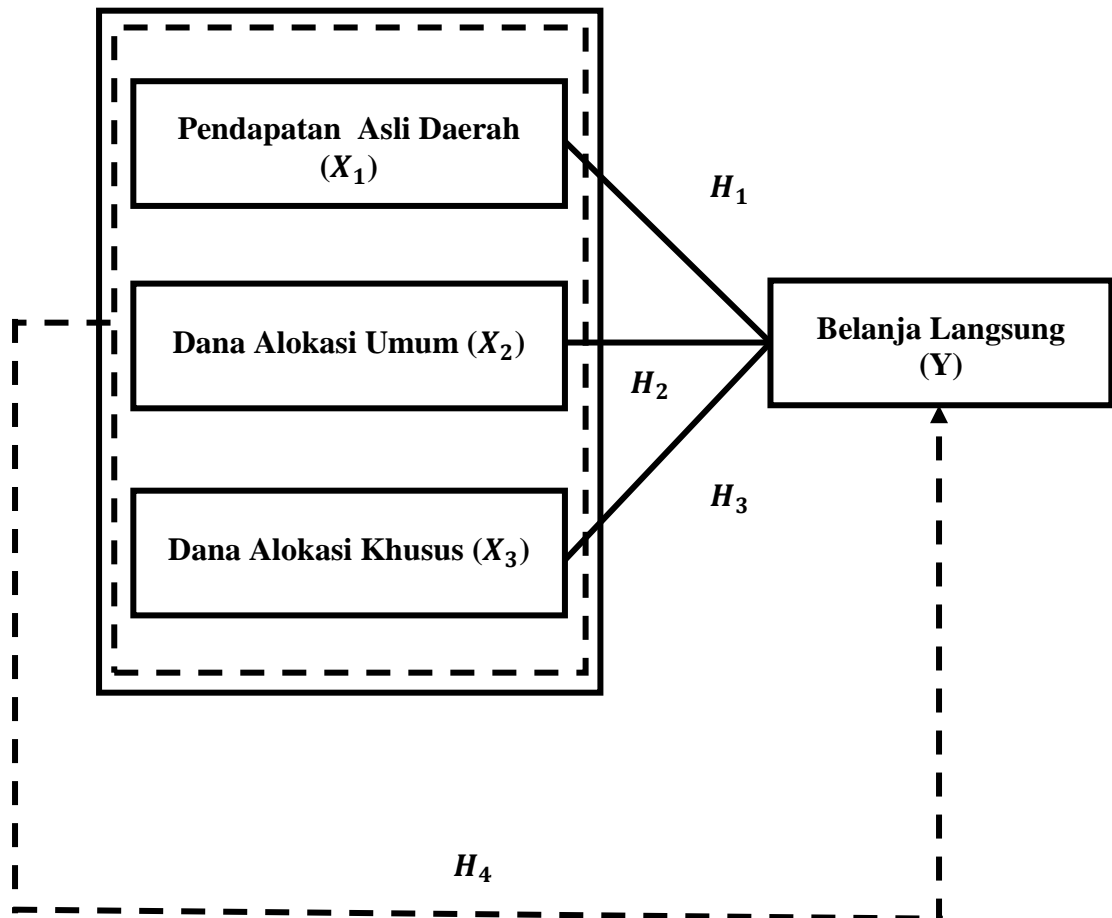 Pendapatan Asli Daerah
(X₁)
H₁
Dana Alokasi Umum (X₂)
Belanja Langsung
(Y)
H₂
Dana Alokasi Khusus (X₃)
H₃
H₄